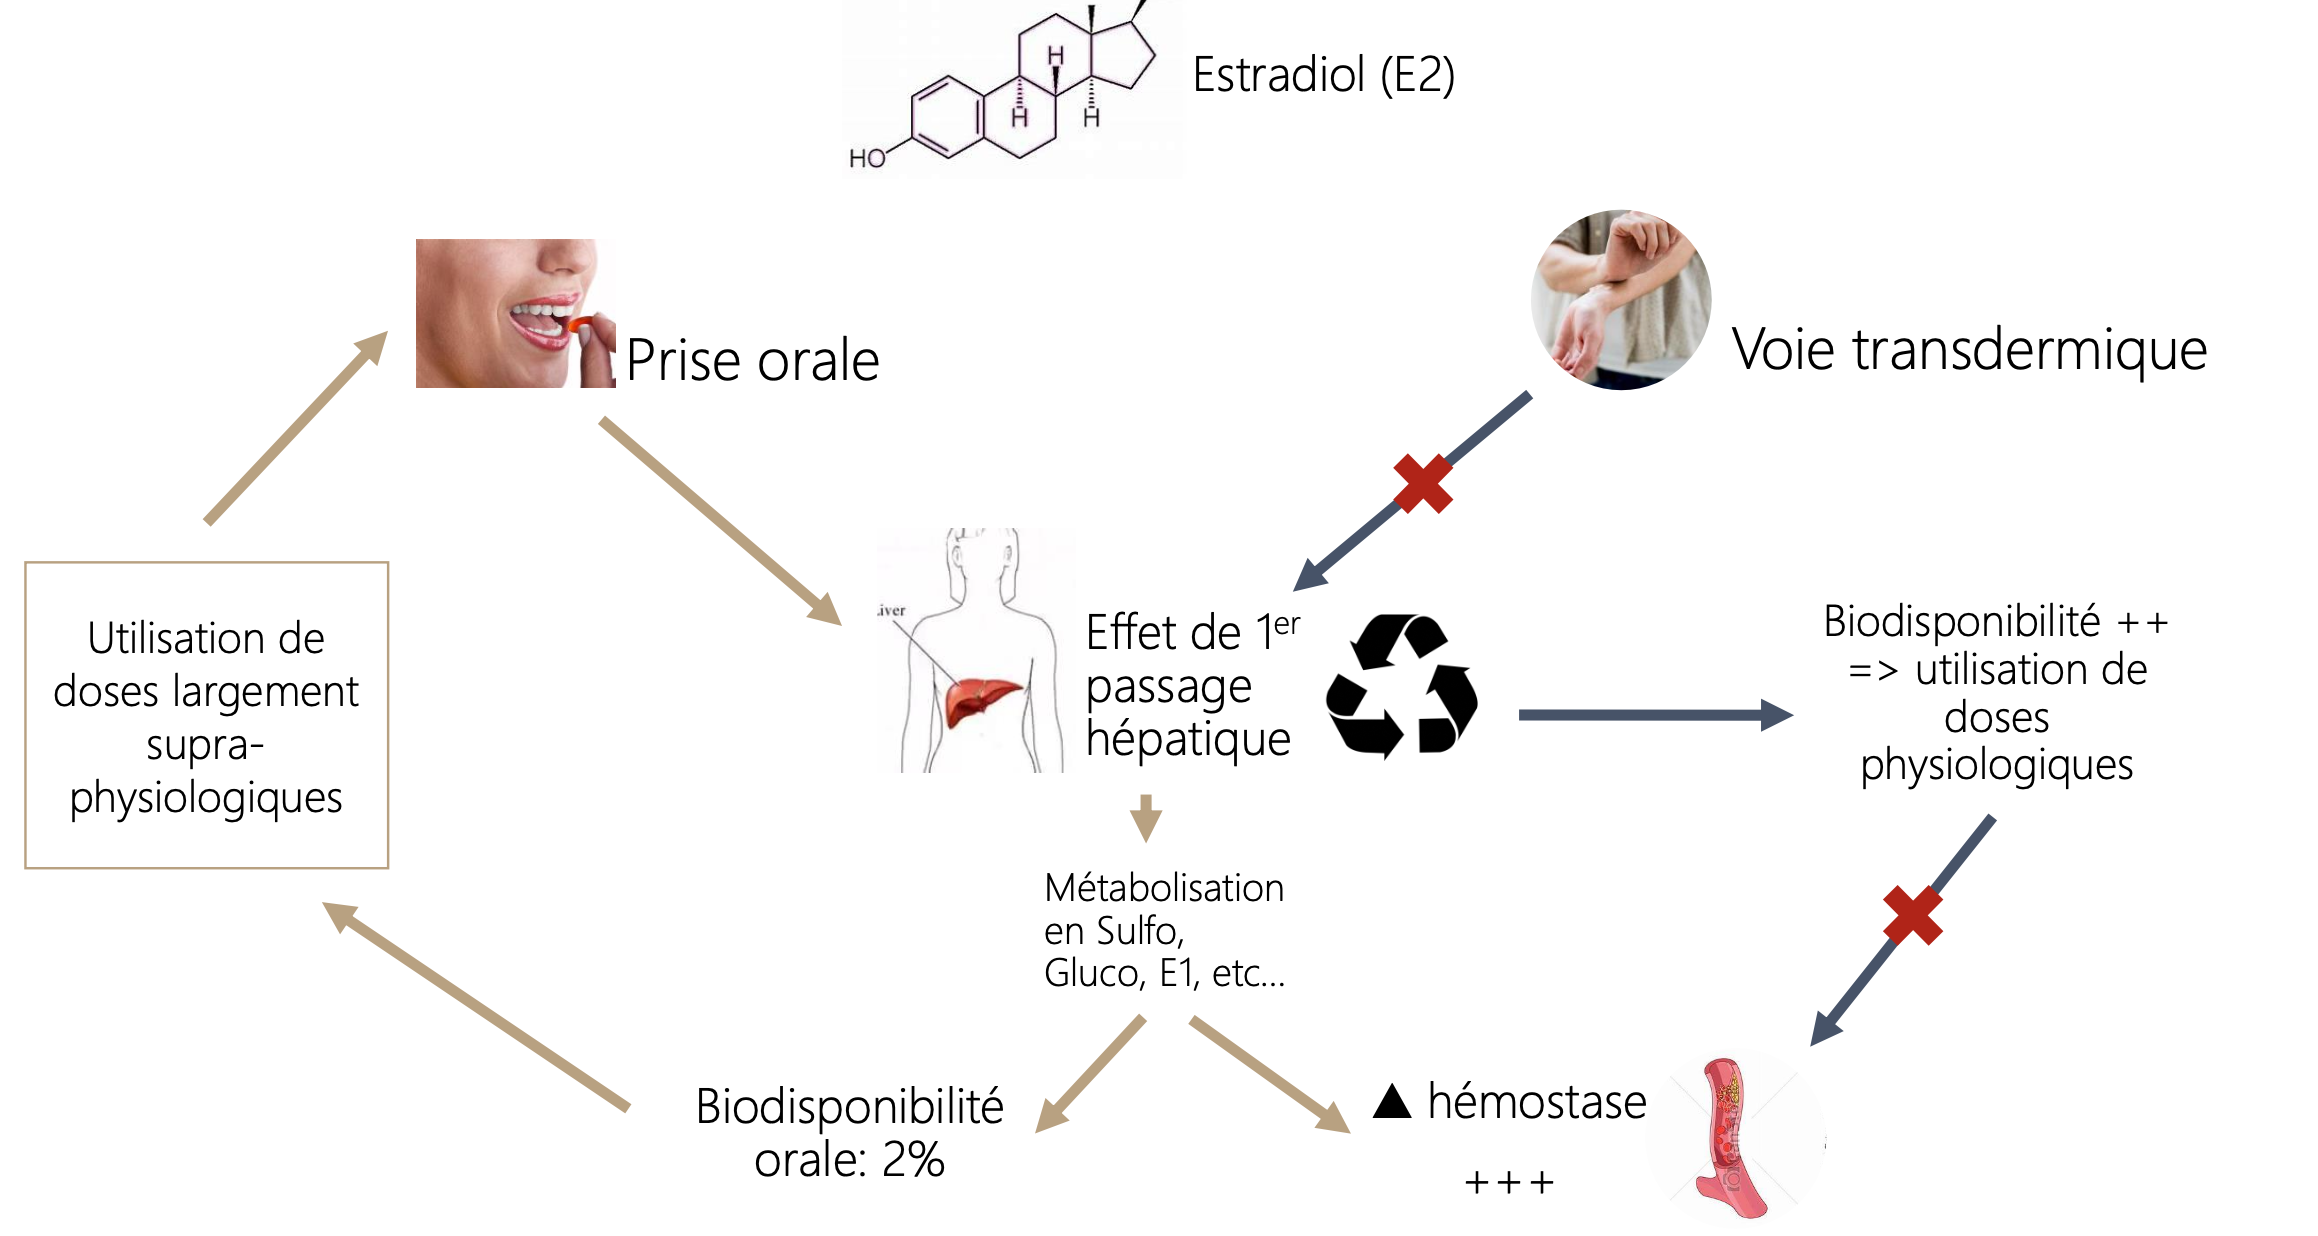 Estradiol (E2)
H
H
H
HO
Prise orale
Voie transdermique
Liver
Effet de 1er
passage
hépatique
Utilisation de
doses largement
supra-
physiologiques
Biodisponibilité ++
=> utilisation de
doses
physiologiques
Métabolisation
en Sulfo,
Gluco, E1, etc...
Biodisponibilité
orale: 2%
▲ hémostase
+++